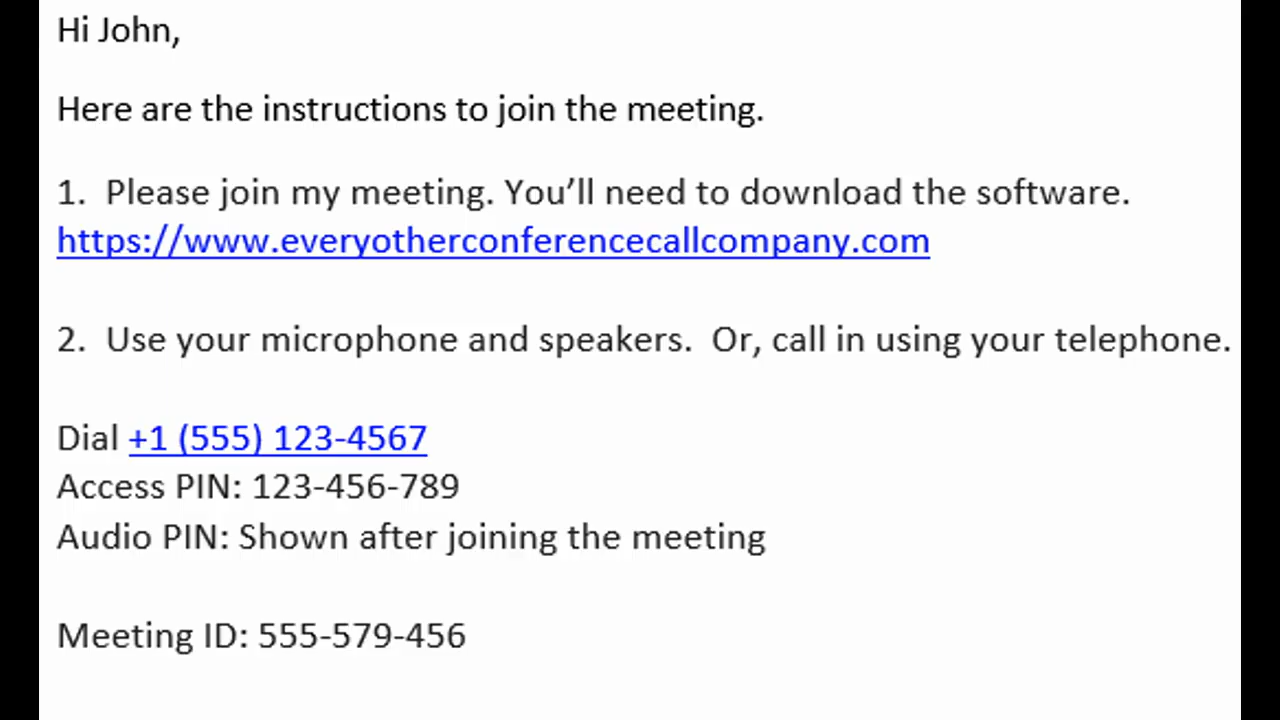 Hi John,
Here are the instructions to join the meeting.
1.  Please join my meeting. You’ll need to download the software.
https://www.everyotherconferencecallcompany.com
2.  Use your microphone and speakers.  Or, call in using your telephone.
Dial +1 (555) 123-4567
Access PIN: 123-456-789
Audio PIN: Shown after joining the meeting
Meeting ID: 555-579-456